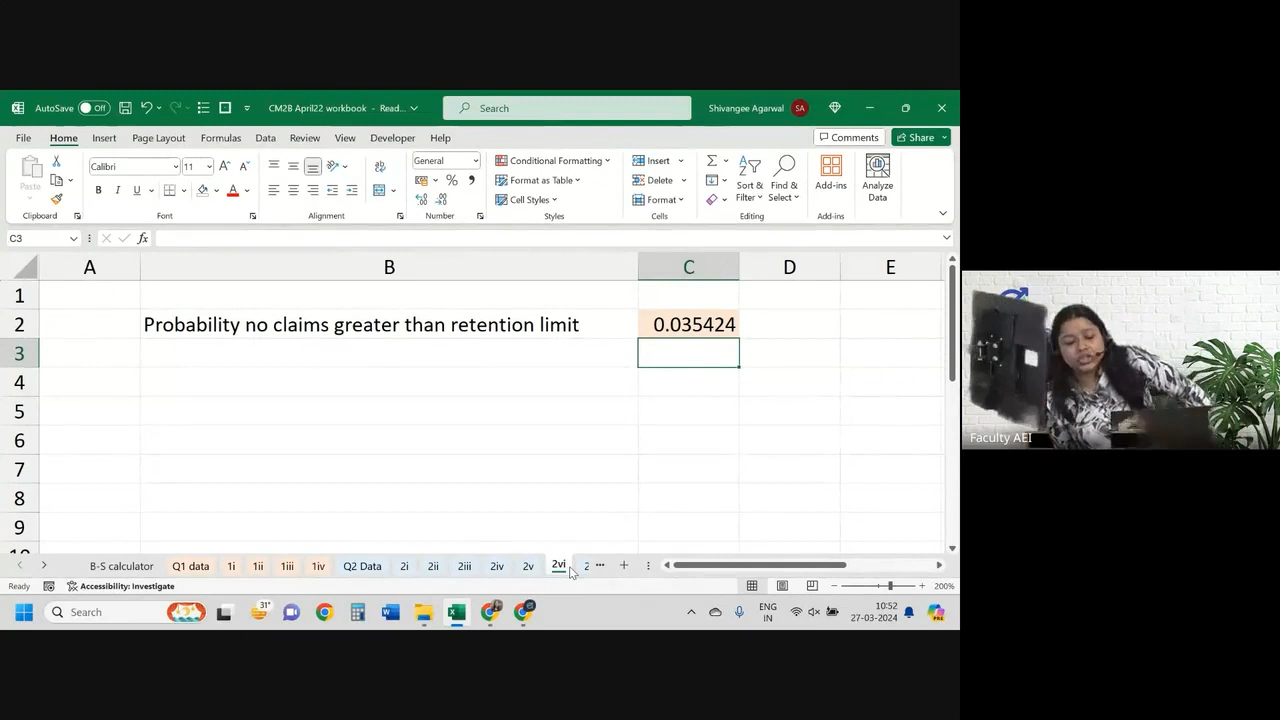 AutoSave Off CM2B April22 workbook - Read... Search Shivangee Agarwal SA
File Home Insert Page Layout Formulas Data Review View Developer Help Comments Share
Paste Calibri 11 A A General Conditional Formatting Insert Σ
B I U A % , Format as Table Delete Sort & Filter Find & Select Add-ins Analyze Data
Cell Styles Format
Clipboard Font Alignment Number Styles Cells Editing Add-ins
C3 fx
A B C D E
1
2 Probability no claims greater than retention limit 0.035424
3
4
5
6
7
8
9
B-S calculator Q1 data 1i 1ii 1iii 1iv Q2 Data 2i 2ii 2iii 2iv 2v 2vi 2 ...
Ready Accessibility: Investigate 200%
Search 31° ENG IN 10:52 27-03-2024
Faculty AEI